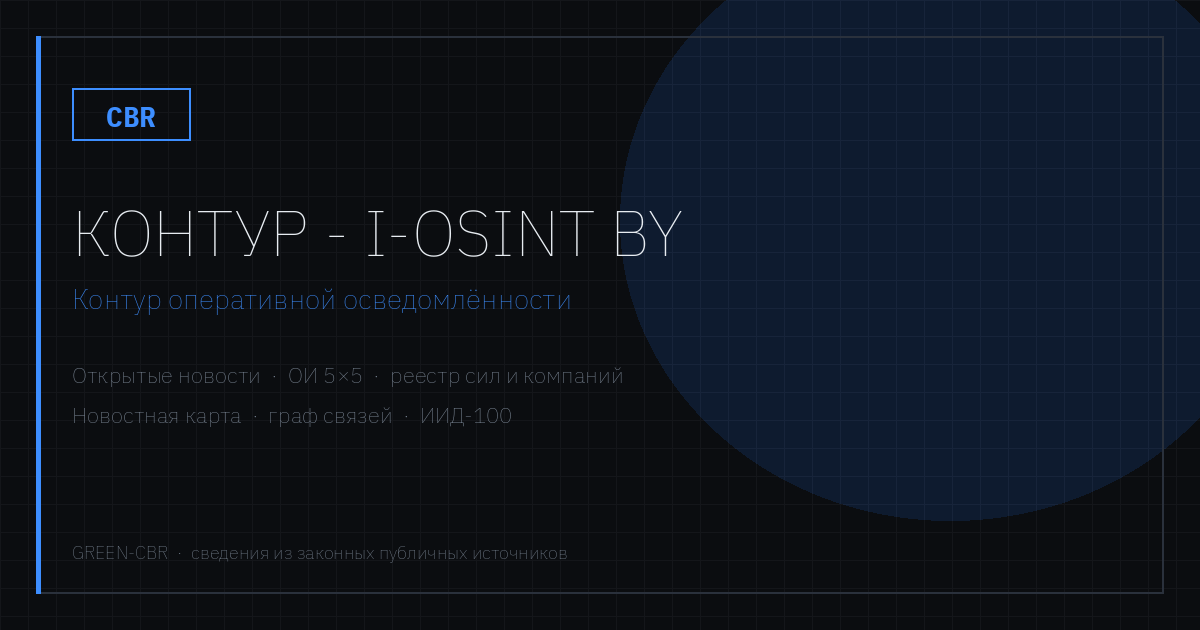 CBR
КОНТУР - I-OSINT BY
Контур оперативной осведомлённости
Открытые новости · ОИ 5×5 · реестр сил и компаний
Новостная карта · граф связей · ИИД-100
GREEN-CBR · сведения из законных публичных источников